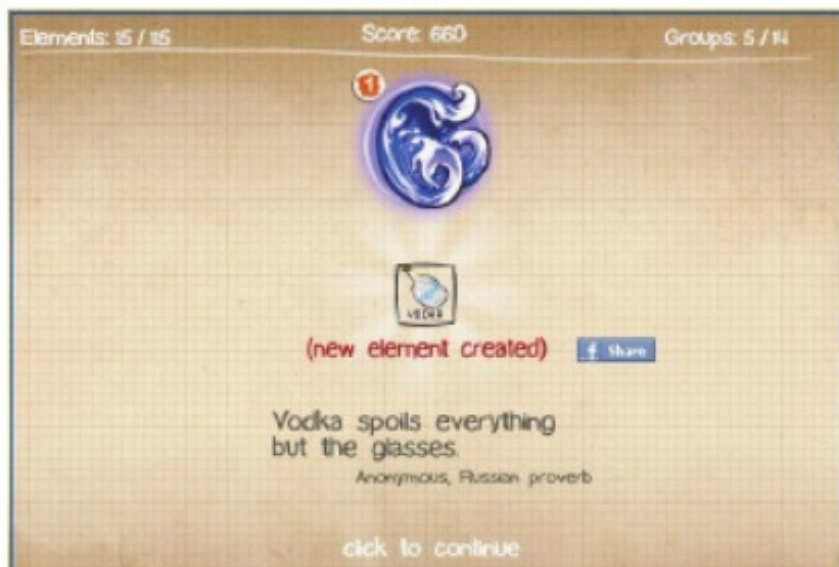 Elements: 15 / 115
Score: 660
Groups: 5 / 14
1
VODKA
(new element created)
f Share
Vodka spoils everything
but the glasses.
Anonymous, Russian proverb
click to continue